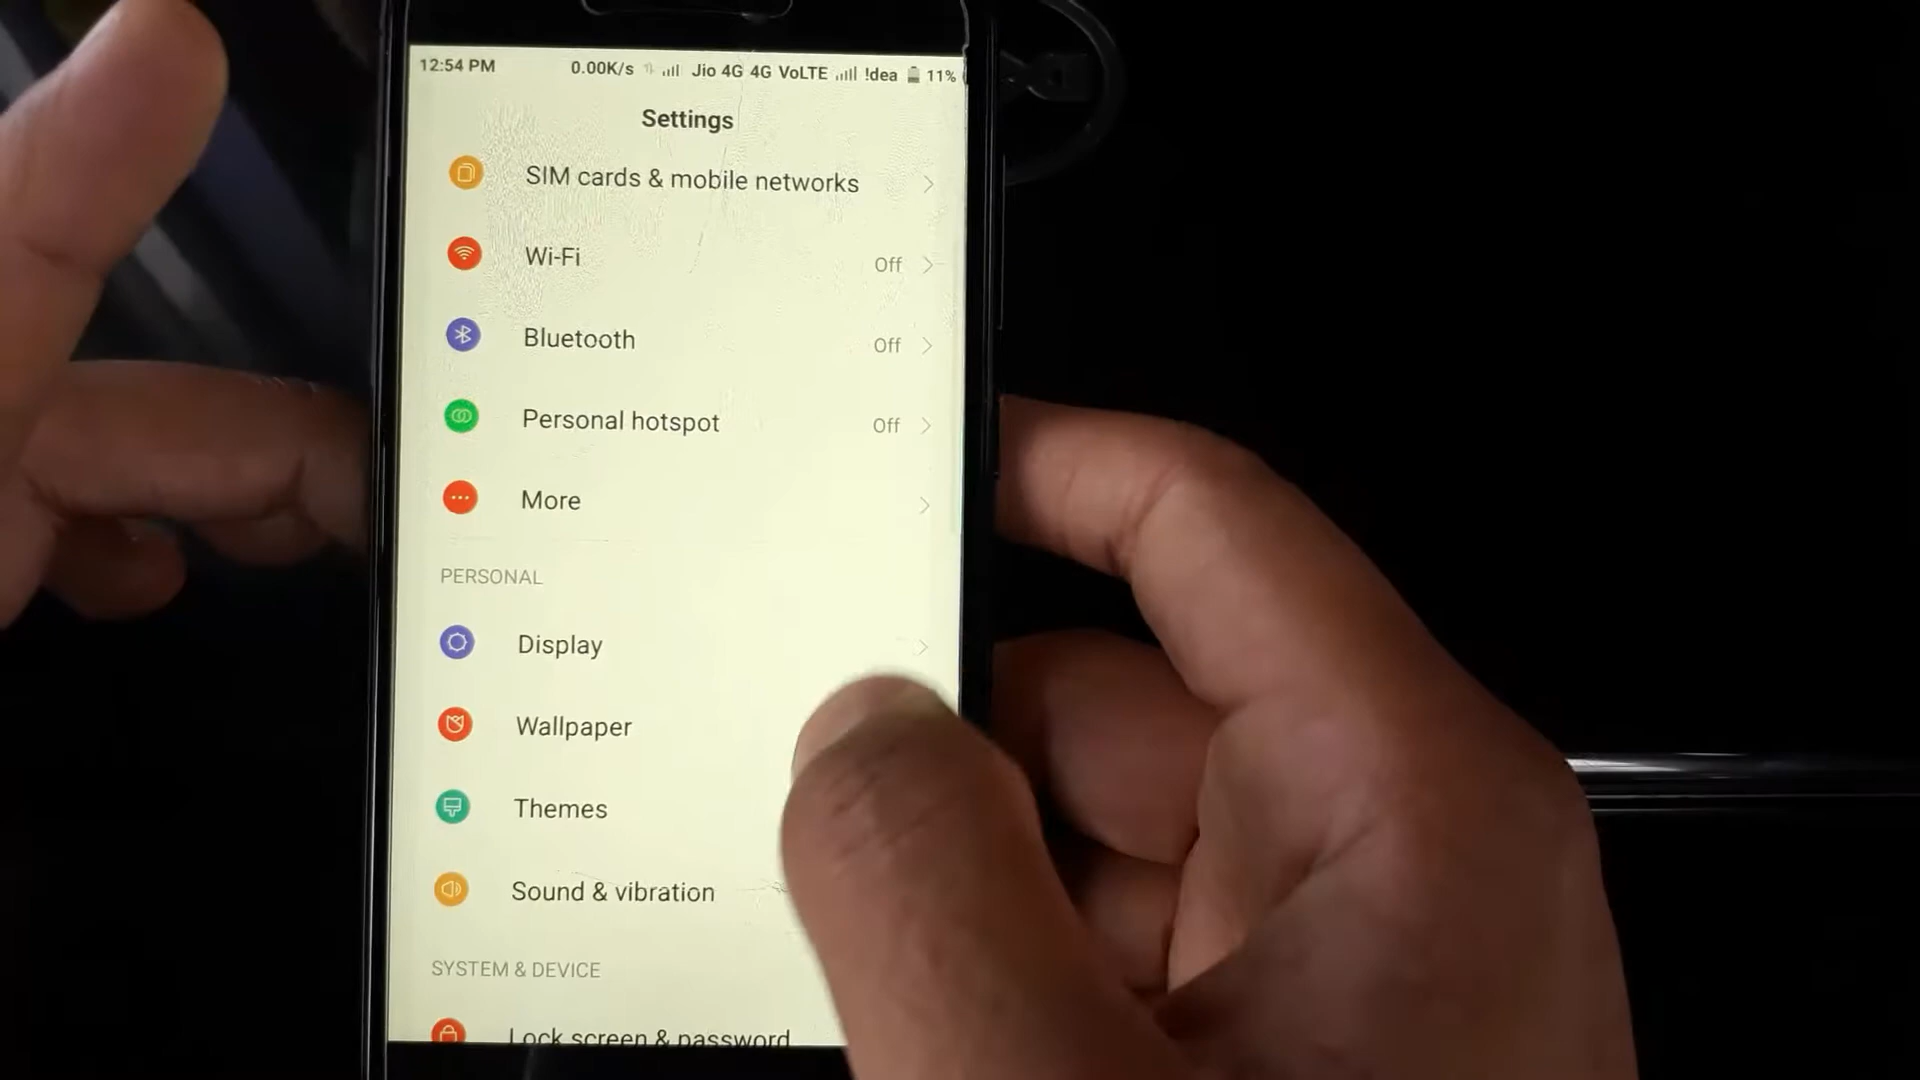 12:54 PM 0.00K/s Jio 4G 4G VoLTE !dea 11%
Settings
SIM cards & mobile networks
Wi-Fi Off
Bluetooth Off
Personal hotspot Off
More
PERSONAL
Display
Wallpaper
Themes
Sound & vibration
SYSTEM & DEVICE
Lock screen & password